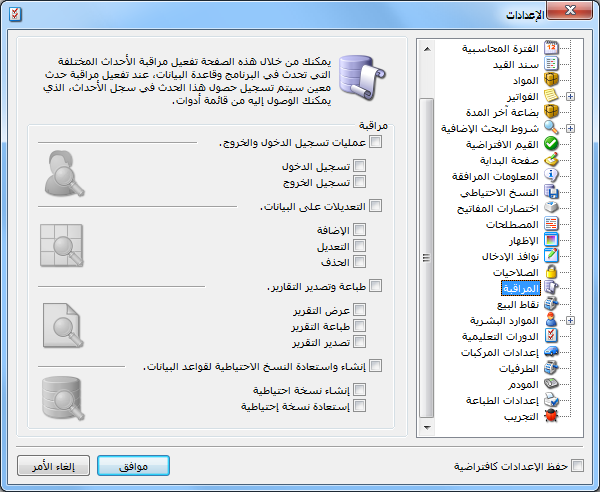 الإعدادات
الفترة المحاسبية
سند القيد
المواد
الفواتير
بضاعة آخر المدة
شروط البحث الإضافية
القيم الافتراضية
صفحة البداية
المعلومات المرافقة
النسخ الاحتياطي
اختصارات المفاتيح
المصطلحات
الإظهار
نوافذ الإدخال
الصلاحيات
المراقبة
نقاط البيع
الموارد البشرية
الدورات التعليمية
إعدادات المركبات
الطرفيات
المودم
إعدادات الطباعة
التجريب
يمكنك من خلال هذه الصفحة تفعيل مراقبة الأحداث المختلفة
التي تحدث في البرنامج وقاعدة البيانات، عند تفعيل مراقبة حدث
معين سيتم تسجيل حصول هذا الحدث في سجل الأحداث، الذي
يمكنك الوصول إليه من قائمة أدوات.
مراقبة
عمليات تسجيل الدخول والخروج.
تسجيل الدخول
تسجيل الخروج
التعديلات على البيانات.
الإضافة
التعديل
الحذف
طباعة وتصدير التقارير.
عرض التقرير
طباعة التقرير
تصدير التقرير
إنشاء واستعادة النسخ الاحتياطية لقواعد البيانات.
إنشاء نسخة احتياطية
إستعادة نسخة إحتياطية
حفظ الإعدادات كافتراضية
موافق
إلغاء الأمر